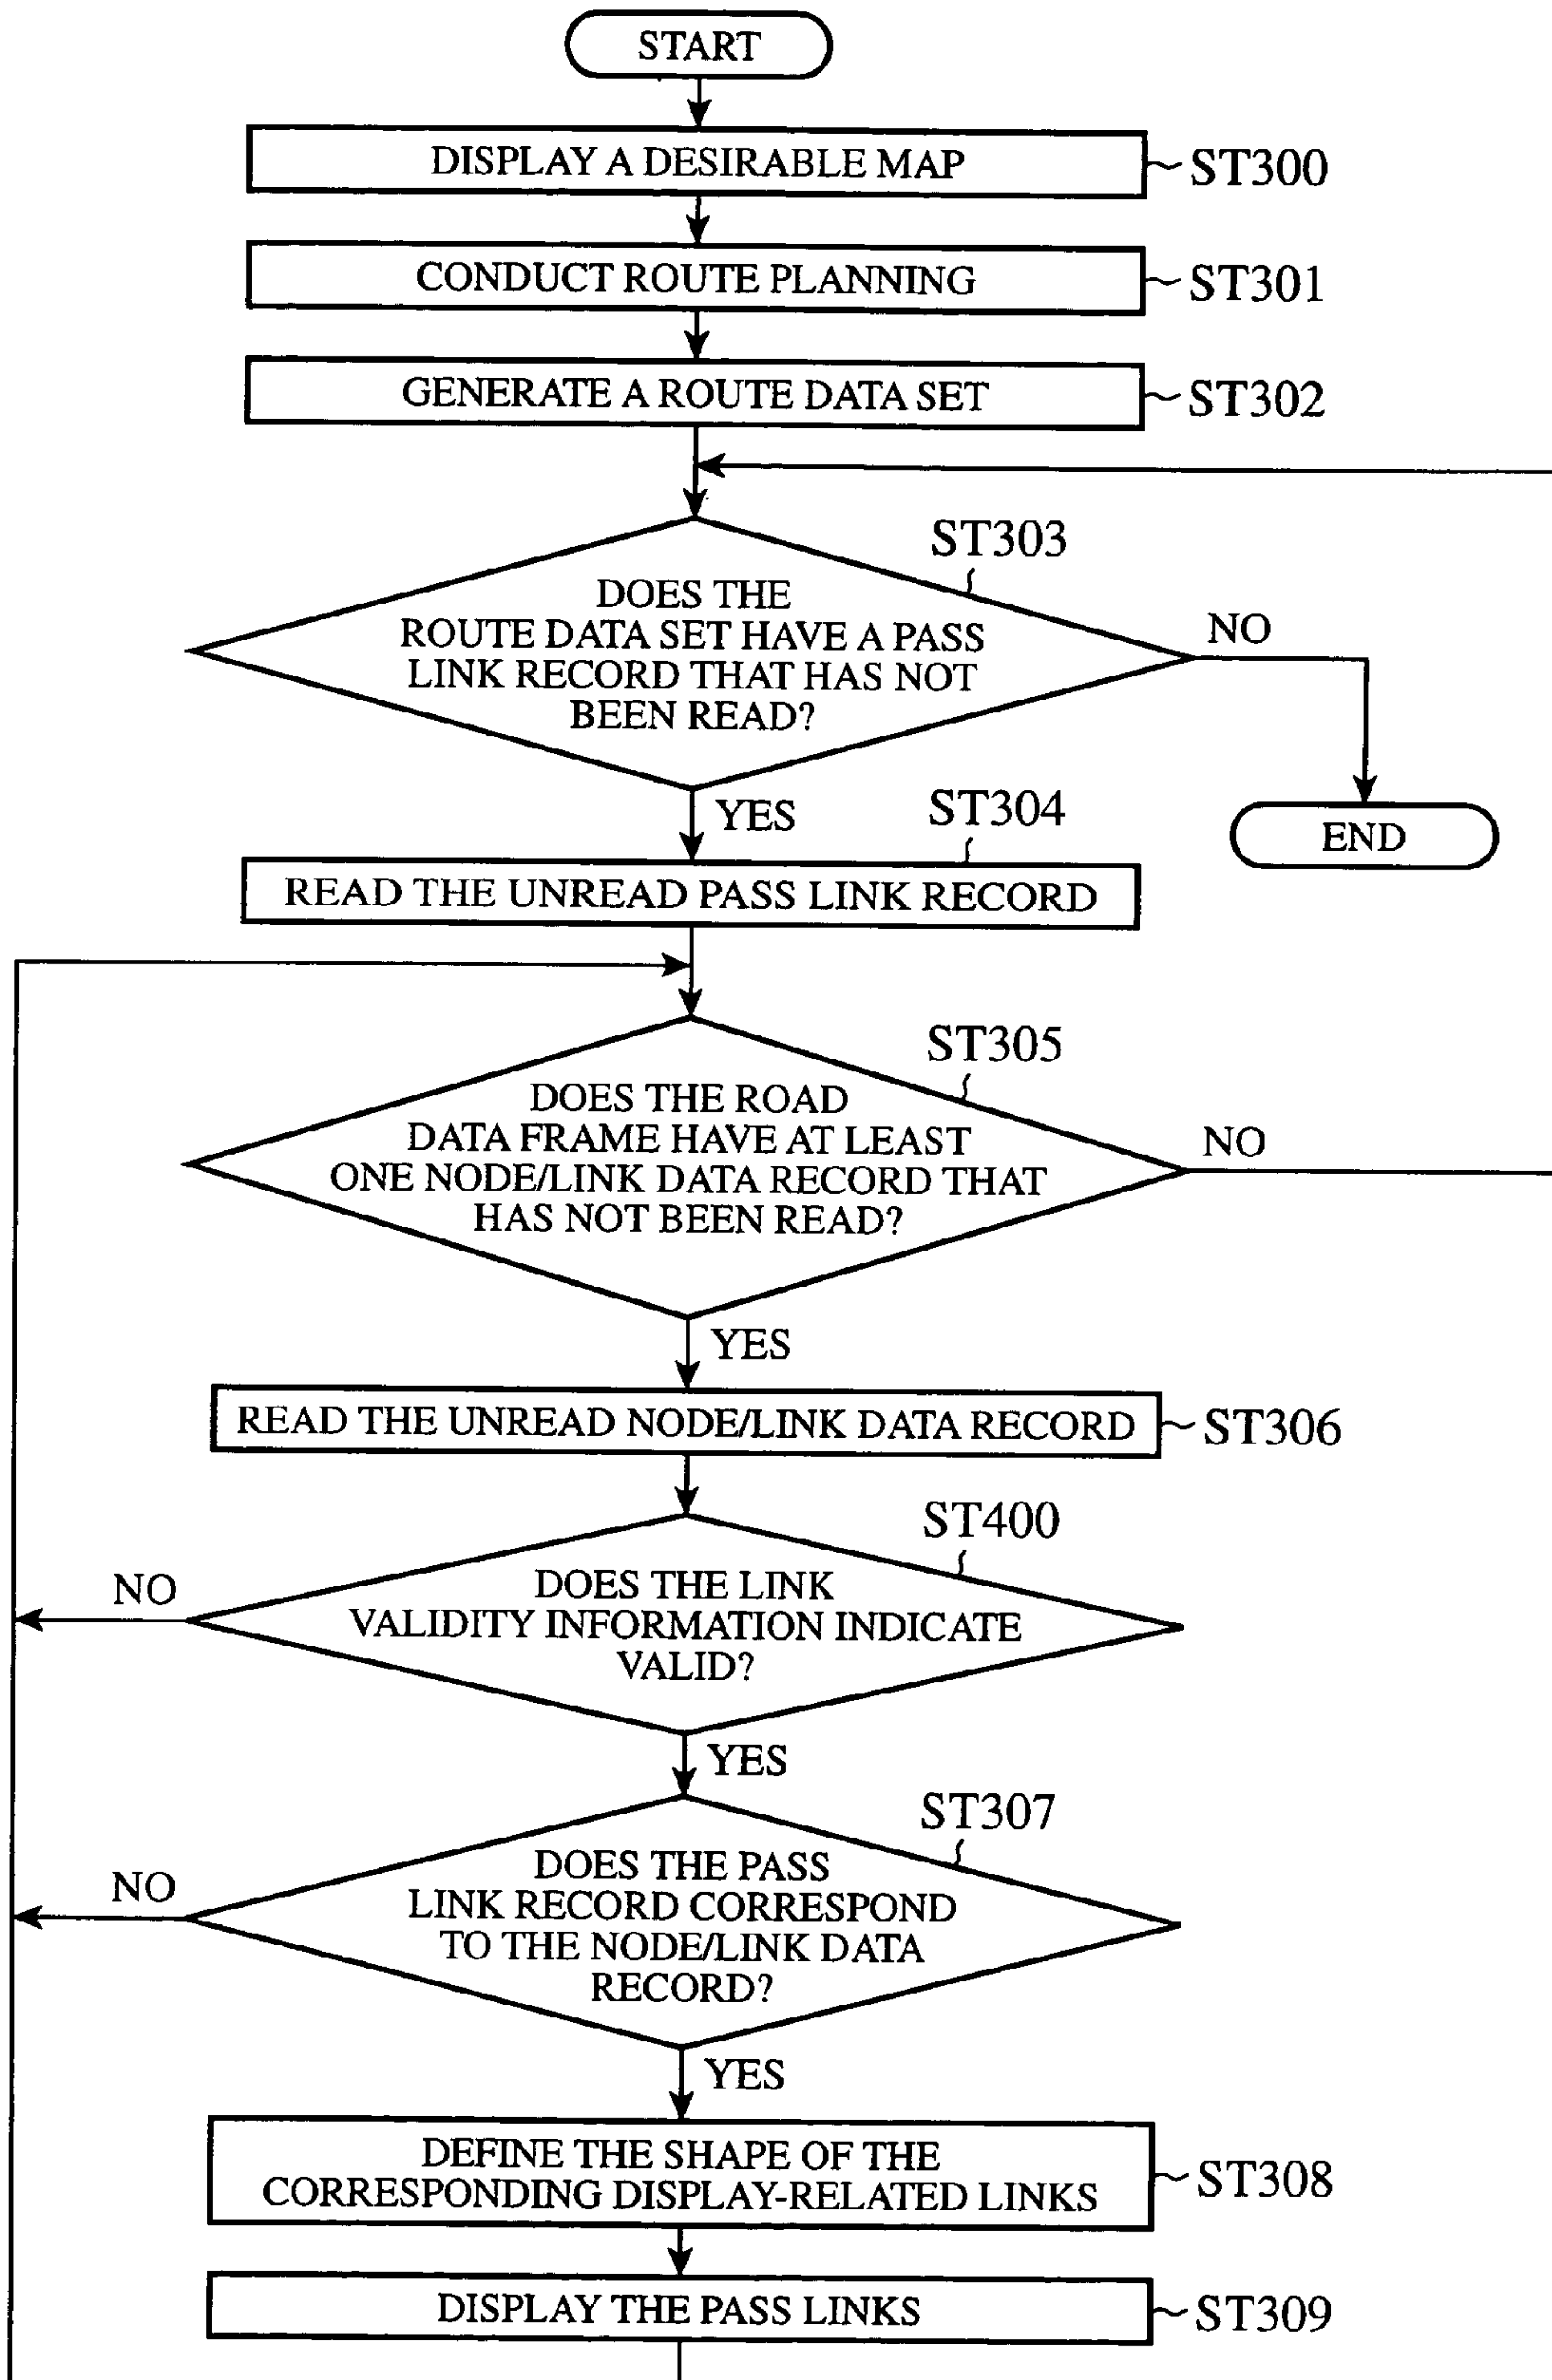 START
DISPLAY A DESIRABLE MAP
ST300
CONDUCT ROUTE PLANNING
ST301
GENERATE A ROUTE DATA SET
ST302
ST303
DOES THE
ROUTE DATA SET HAVE A PASS
LINK RECORD THAT HAS NOT
BEEN READ?
NO
YES
END
ST304
READ THE UNREAD PASS LINK RECORD
ST305
DOES THE ROAD
DATA FRAME HAVE AT LEAST
ONE NODE/LINK DATA RECORD THAT
HAS NOT BEEN READ?
NO
YES
READ THE UNREAD NODE/LINK DATA RECORD
ST306
ST400
DOES THE LINK
VALIDITY INFORMATION INDICATE
VALID?
NO
YES
ST307
DOES THE PASS
LINK RECORD CORRESPOND
TO THE NODE/LINK DATA
RECORD?
NO
YES
DEFINE THE SHAPE OF THE
CORRESPONDING DISPLAY-RELATED LINKS
ST308
DISPLAY THE PASS LINKS
ST309